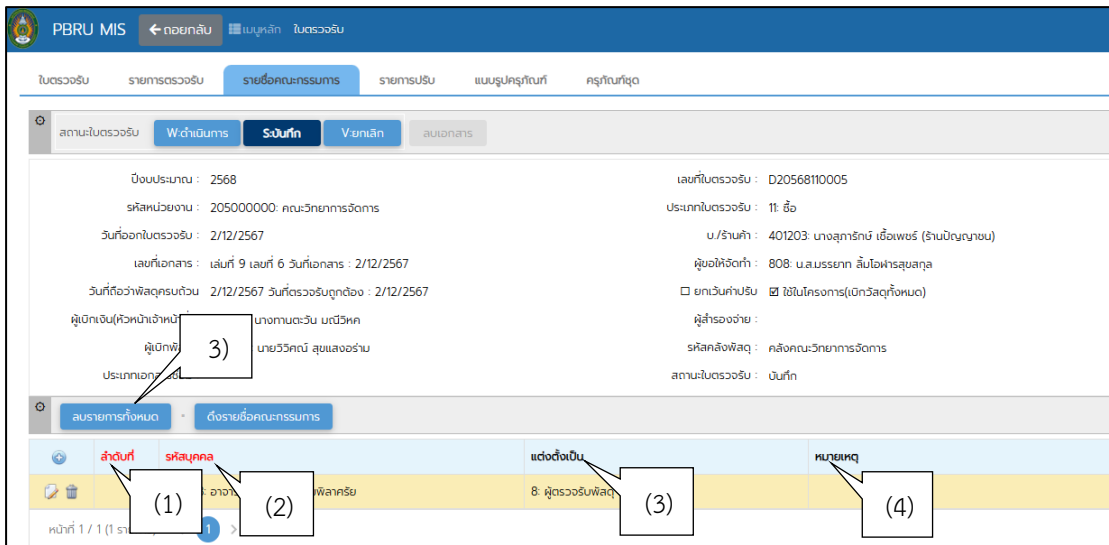 PBRU MIS ถอยกลับ เมนูหลัก ใบตรวจรับ
ใบตรวจรับ รายการตรวจรับ รายชื่อคณะกรรมการ รายการปรับ แนบรูปครุภัณฑ์ ครุภัณฑ์ชุด
สถานะใบตรวจรับ W:ดำเนินการ S:บันทึก V:ยกเลิก ลบเอกสาร
ปีงบประมาณ : 2568 เลขที่ใบตรวจรับ : D20568110005
รหัสหน่วยงาน : 205000000: คณะวิทยาการจัดการ ประเภทใบตรวจรับ : 11: ซื้อ
วันที่ออกใบตรวจรับ : 2/12/2567 บ./ร้านค้า : 401203: นางสุภารักษ์ เชื้อเพชร์ (ร้านปัญญาชน)
เลขที่เอกสาร : เล่มที่ 9 เลขที่ 6 วันที่เอกสาร : 2/12/2567 ผู้ขอให้จัดทำ : 808: น.ส.มรรยาท ลิ้มโอฬารสุขสกุล
วันที่ถือว่าพัสดุครบถ้วน 2/12/2567 วันที่ตรวจรับถูกต้อง : 2/12/2567 ยกเว้นค่าปรับ ใช้ในโครงการ(เบิกวัสดุทั้งหมด)
ผู้เบิกเงิน(หัวหน้าเจ้าหน้า นางทานตะวัน มณีวิหค ผู้สำรองจ่าย :
3) นายวิวิศณ์ สุขแสงอร่าม รหัสคลังพัสดุ : คลังคณะวิทยาการจัดการ
สถานะใบตรวจรับ : บันทึก
ลบรายการทั้งหมด ดึงรายชื่อคณะกรรมการ
ลำดับที่ รหัสบุคคล แต่งตั้งเป็น หมายเหตุ
8: ผู้ตรวจรับพัสดุ
(1) (2) (3) (4)
หน้าที่ 1 / 1 (1 1